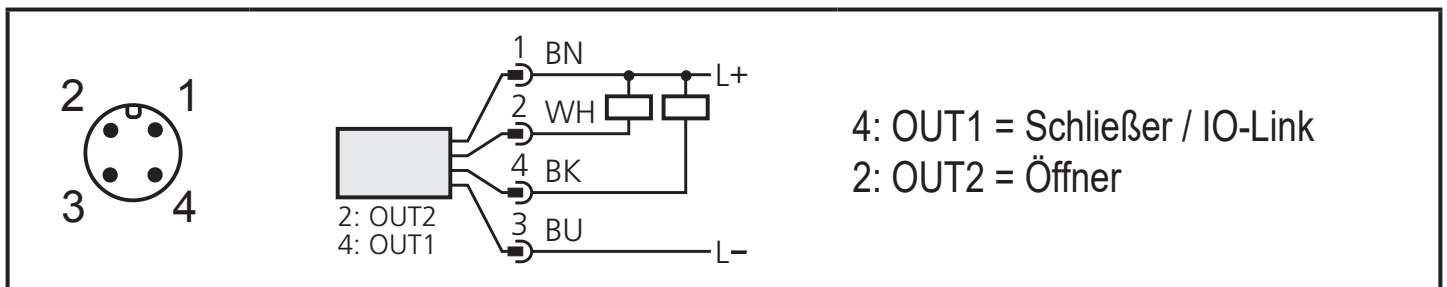 2 1
3 4
1 BN
L+
2 WH
4 BK
3 BU
L–
2: OUT2
4: OUT1
4: OUT1 = Schließer / IO-Link
2: OUT2 = Öffner